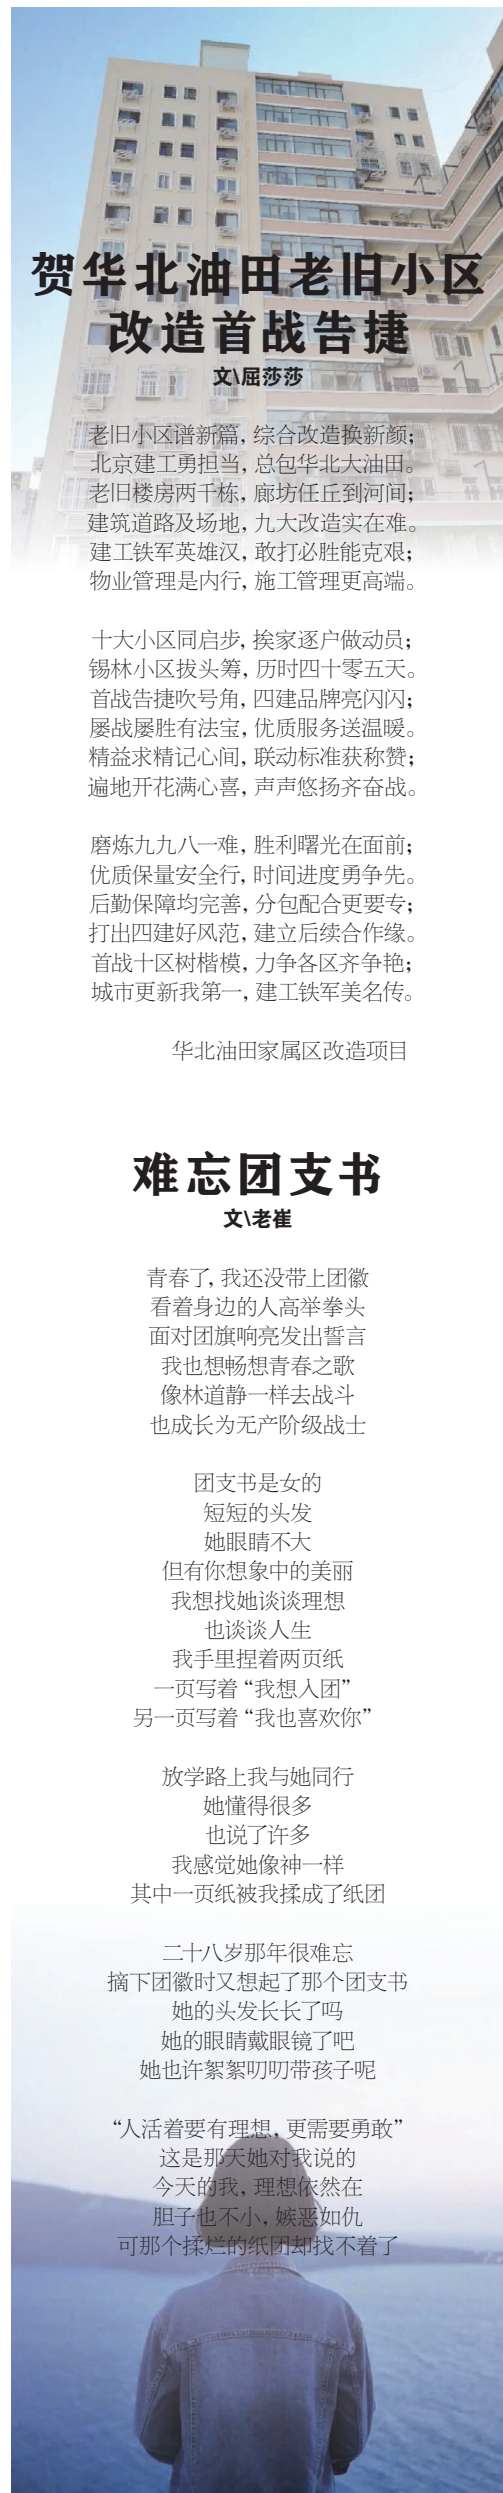 贺华北油田老旧小区
改造首战告捷
文\屈莎莎
老旧小区谱新篇，综合改造换新颜；
北京建工勇担当，总包华北大油田。
老旧楼房两千栋，廊坊任丘到河间；
建筑道路及场地，九大改造实在难。
建工铁军英雄汉，敢打必胜能克艰；
物业管理是内行，施工管理更高端。
十大小区同启步，挨家逐户做动员；
锡林小区拔头筹，历时四十零五天。
首战告捷吹号角，四建品牌亮闪闪；
屡战屡胜有法宝，优质服务送温暖。
精益求精记心间，联动标准获称赞；
遍地开花满心喜，声声悠扬齐奋战。
磨炼九九八一难，胜利曙光在面前；
优质保量安全行，时间进度勇争先。
后勤保障均完善，分包配合更要专；
打出四建好风范，建立后续合作缘。
首战十区树楷模，力争各区齐争艳；
城市更新我第一，建工铁军美名传。
华北油田家属区改造项目
难忘团支书
文\老崔
青春了，我还没带上团徽
看着身边的人高举拳头
面对团旗响亮发出誓言
我也想畅想青春之歌
像林道静一样去战斗
也成长为无产阶级战士
团支书是女的
短短的头发
她眼睛不大
但有你想象中的美丽
我想找她谈谈理想
也谈谈人生
我手里捏着两页纸
一页写着“我想入团”
另一页写着“我也喜欢你”
放学路上我与她同行
她懂得很多
也说了许多
我感觉她像神一样
其中一页纸被我揉成了纸团
二十八岁那年很难忘
摘下团徽时又想起了那个团支书
她的头发长长了吗
她的眼睛戴眼镜了吧
她也许絮絮叨叨带孩子呢
“人活着要有理想，更需要勇敢”
这是那天她对我说的
今天的我，理想依然在
胆子也不小，嫉恶如仇
可那个揉烂的纸团却找不着了